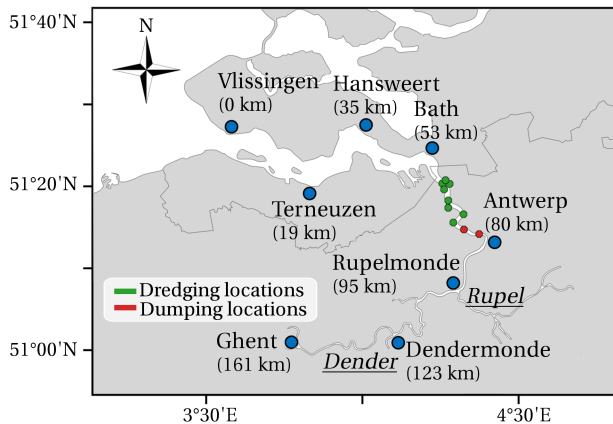 51°40'N
N
Vlissingen
(0 km)
Hansweert
(35 km)
Bath
(53 km)
51°20'N
Terneuzen
(19 km)
Antwerp
(80 km)
Rupelmonde
(95 km)
Rupel
Dredging locations
Dumping locations
51°00'N
Ghent
(161 km)
Dender
Dendermonde
(123 km)
3°30'E
4°30'E